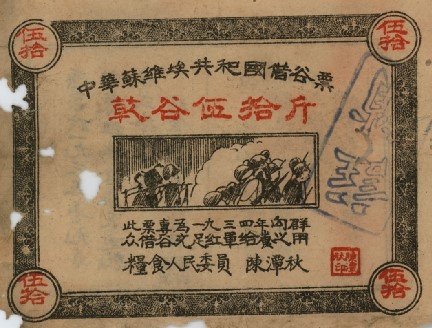 伍拾
伍拾
中華蘇維埃共和國借谷票
乾谷伍拾斤
此票專為一九三四年向群
众借谷充足紅軍给養之用
糧食人民委員 陳潭秋
伍拾
伍拾